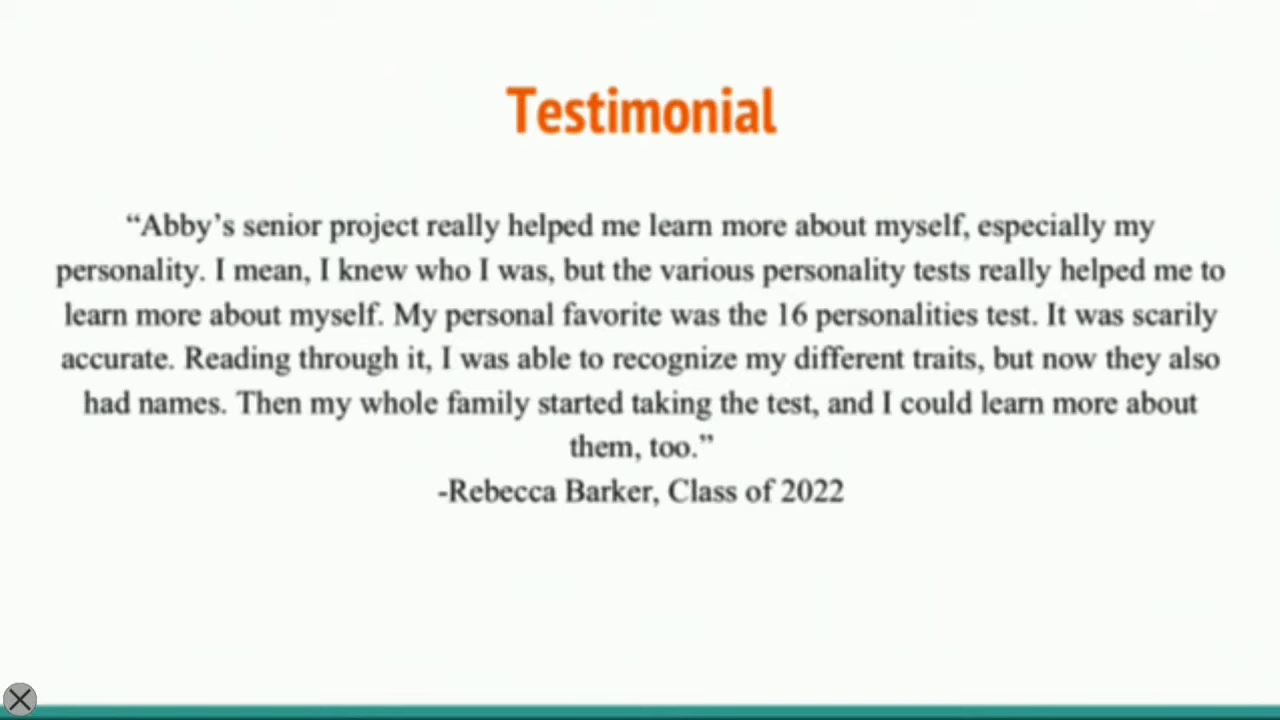 Testimonial
“Abby’s senior project really helped me learn more about myself, especially my
personality. I mean, I knew who I was, but the various personality tests really helped me to
learn more about myself. My personal favorite was the 16 personalities test. It was scarily
accurate. Reading through it, I was able to recognize my different traits, but now they also
had names. Then my whole family started taking the test, and I could learn more about
them, too.”
-Rebecca Barker, Class of 2022